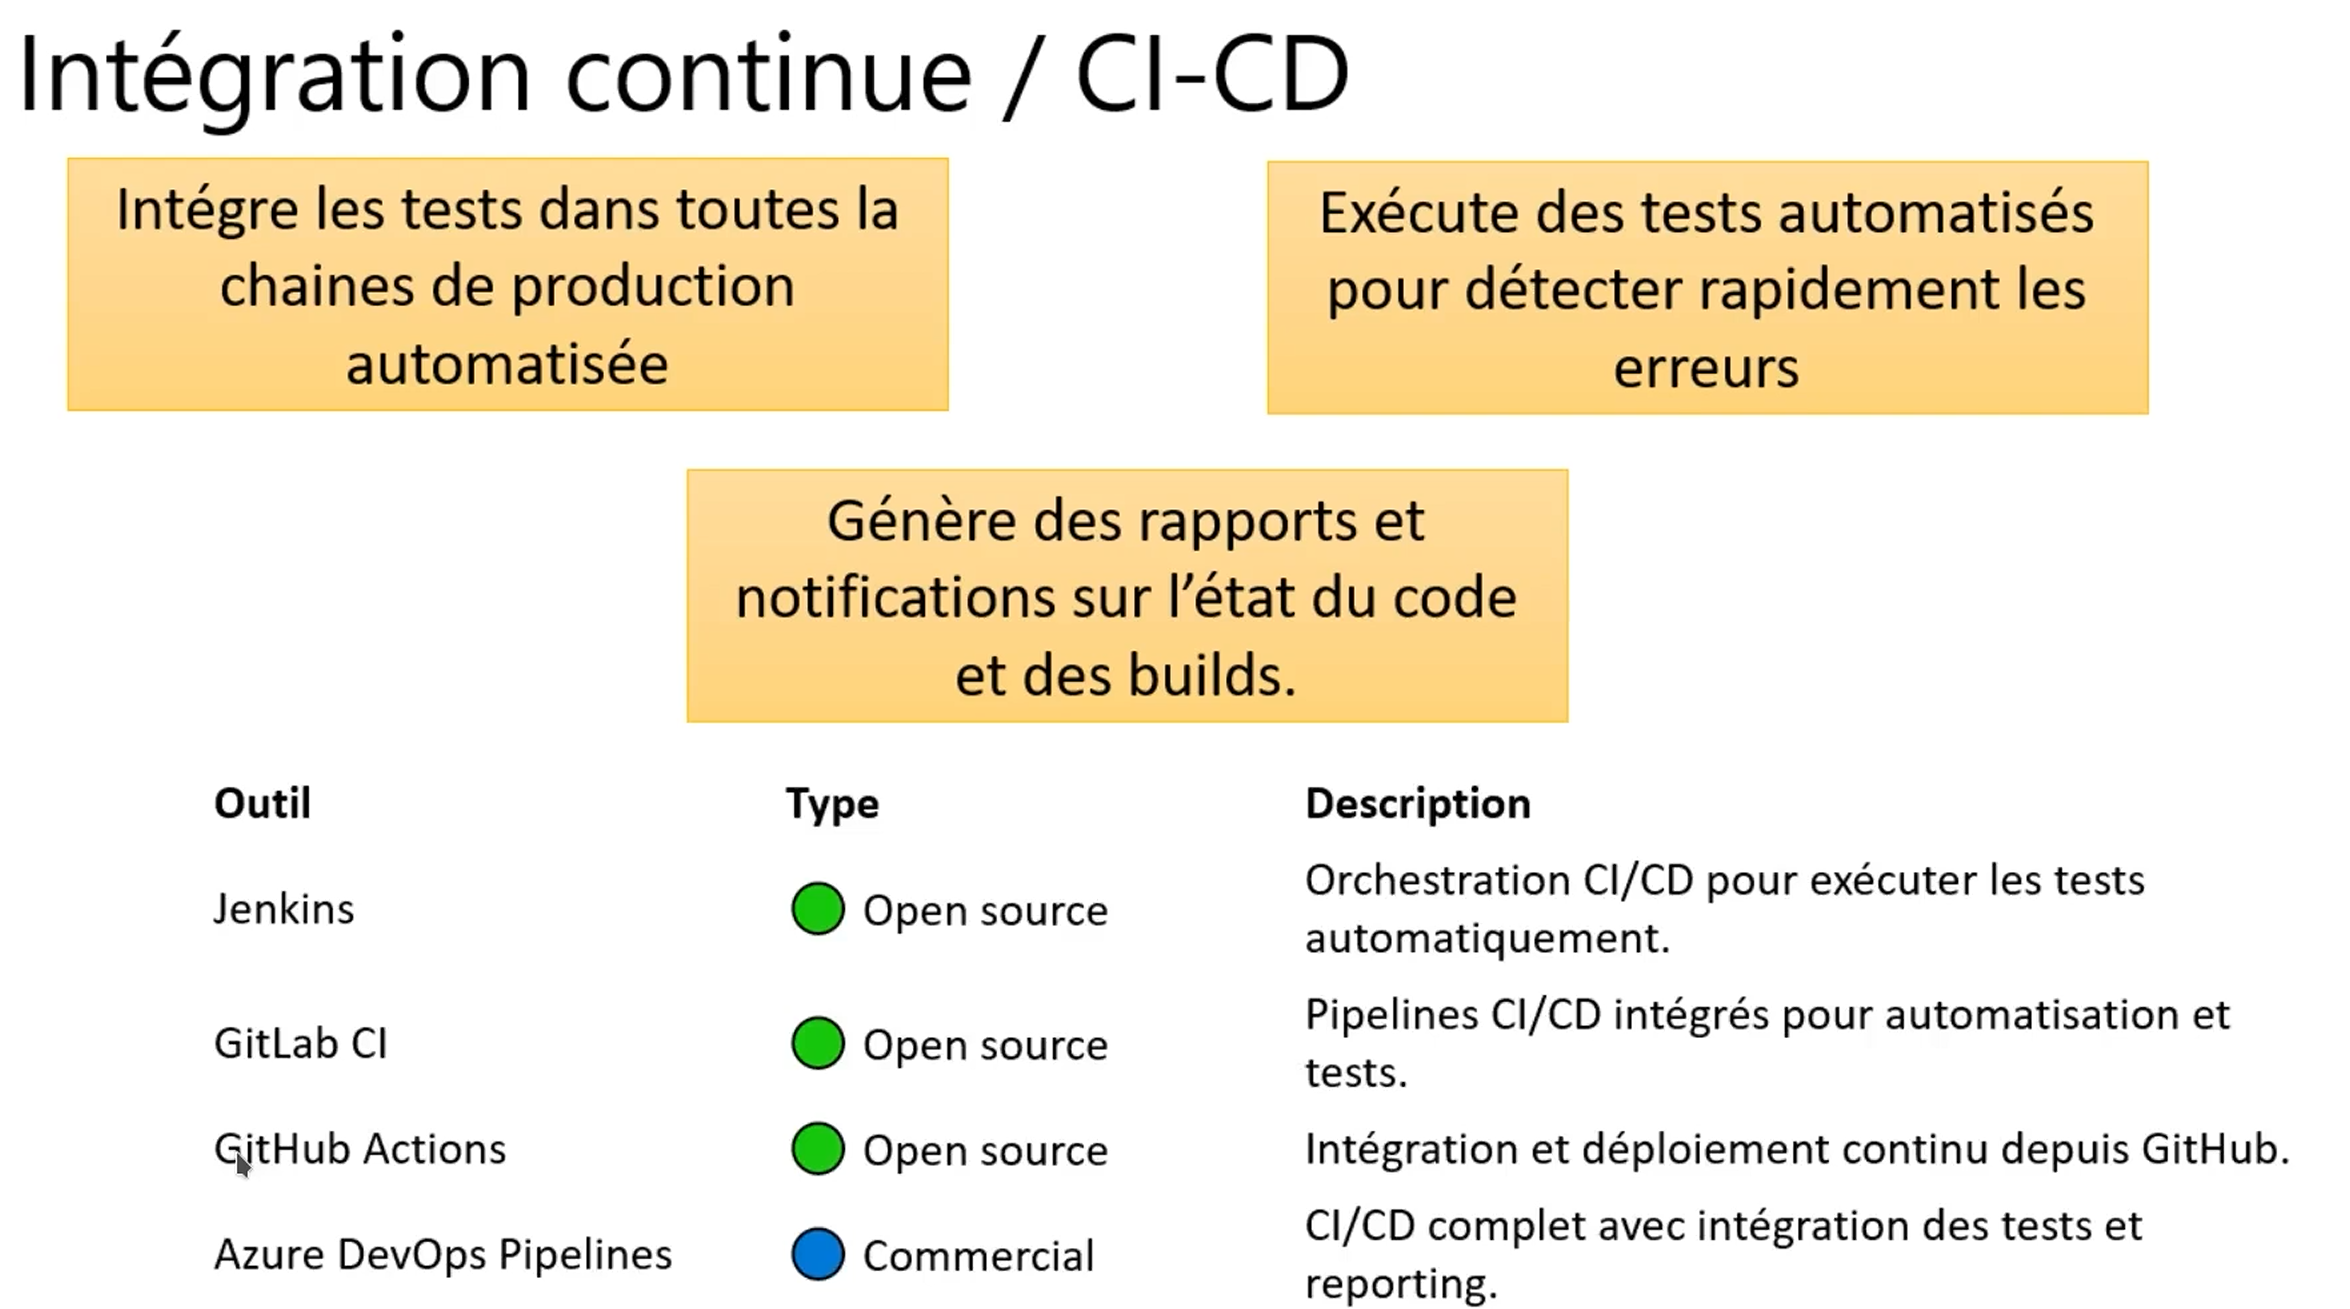 Intégration continue / CI-CD
Intégre les tests dans toutes la
chaines de production
automatisée
Exécute des tests automatisés
pour détecter rapidement les
erreurs
Génère des rapports et
notifications sur l’état du code
et des builds.
Outil Type Description
Jenkins Open source Orchestration CI/CD pour exécuter les tests
automatiquement.
GitLab CI Open source Pipelines CI/CD intégrés pour automatisation et
tests.
GitHub Actions Open source Intégration et déploiement continu depuis GitHub.
Azure DevOps Pipelines Commercial CI/CD complet avec intégration des tests et
reporting.